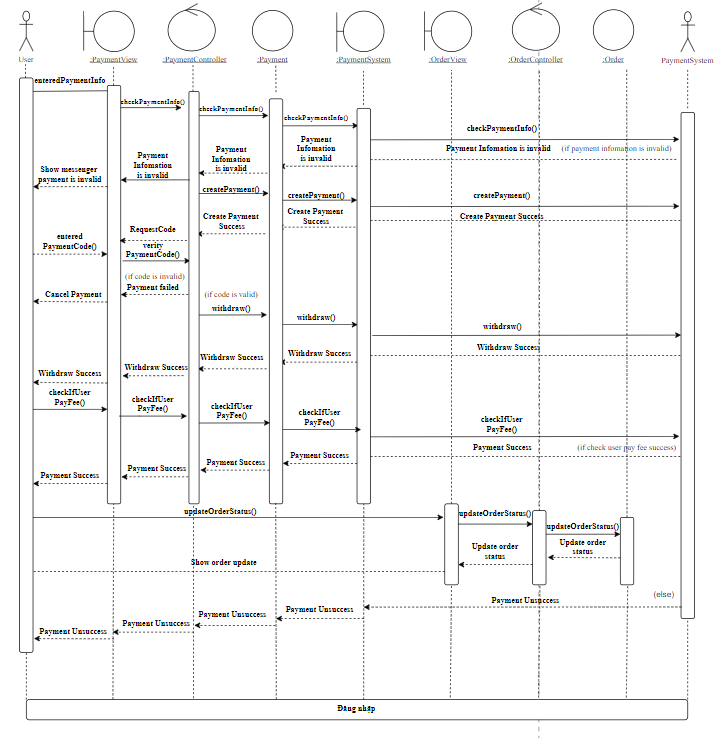 User
:PaymentView
:PaymentController
:Payment
:PaymentSystem
:OrderView
:OrderController
:Order
PaymentSystem
enteredPaymentInfo
checkPaymentInfo()
checkPaymentInfo()
checkPaymentInfo()
checkPaymentInfo()
Payment Infomation is invalid
(if payment infomation is invalid)
Payment
Infomation
is invalid
Payment
Infomation
is invalid
Payment
Infomation
is invalid
Show messenger
payment is invalid
createPayment()
createPayment()
createPayment()
Create Payment Success
Create Payment
Success
Create Payment
Success
RequestCode
entered
PaymentCode()
verity
PaymentCode()
(if code is invalid)
Payment failed
Cancel Payment
(if code is valid)
withdraw()
withdraw()
withdraw()
Withdraw Success
Withdraw Success
Withdraw Success
Withdraw Success
Withdraw Success
checkIfUser
PayFee()
checkIfUser
PayFee()
checkIfUser
PayFee()
checkIfUser
PayFee()
checkIfUser
PayFee()
Payment Success
(if check user pay fee success)
Payment Success
Payment Success
Payment Success
Payment Success
updateOrderStatus()
updateOrderStatus()
updateOrderStatus()
Update order
status
Update order
status
Show order update
(else)
Payment Unsuccess
Payment Unsuccess
Payment Unsuccess
Payment Unsuccess
Payment Unsuccess
Đăng nhập